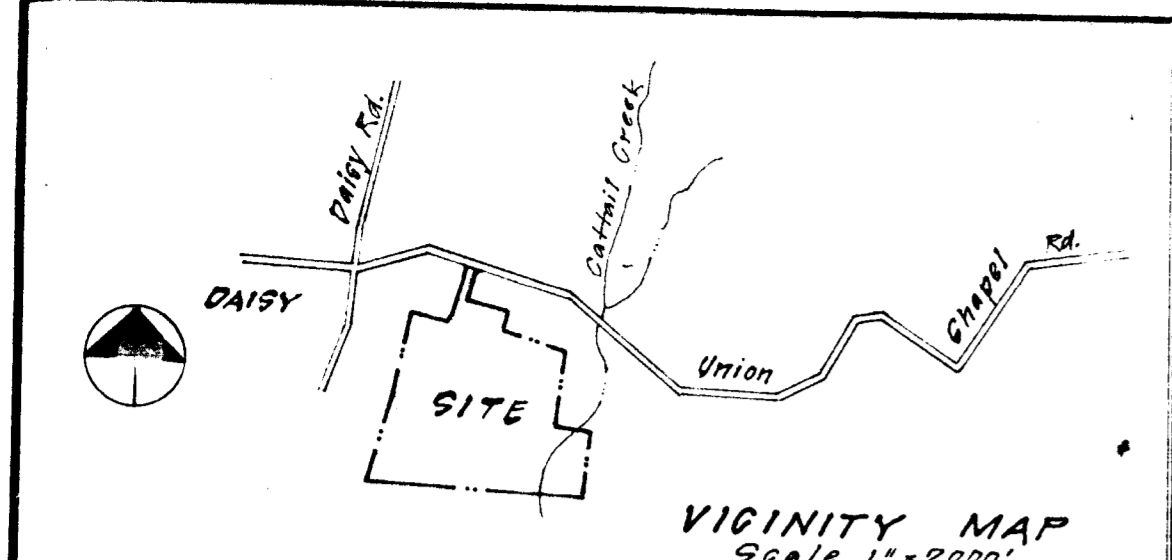 Daisy Rd.
Cattail Creek
DAISY
Union
Chapel
Rd.
SITE
VICINITY MAP
Scale 1"=2000'